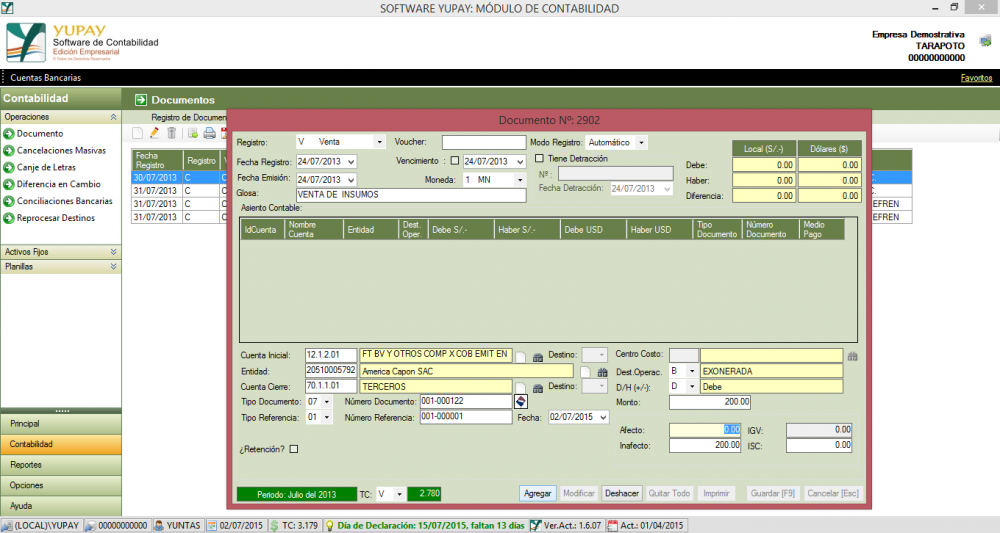 SOFTWARE YUPAY: MÓDULO DE CONTABILIDAD
YUPAY
Software de Contabilidad
Edición Empresarial
Empresa Demostrativa
TARAPOTO
00000000000
Cuentas Bancarias
Favoritos
Contabilidad
Operaciones
Documento
Cancelaciones Masivas
Canje de Letras
Diferencia en Cambio
Conciliaciones Bancarias
Reprocesar Destinos
Activos Fijos
Planillas
Principal
Contabilidad
Reportes
Opciones
Ayuda
Documentos
Registro de Documen
Fecha Registro Registro V
30/07/2013 C C
31/07/2013 C C
31/07/2013 C C EFREN
31/07/2013 C C EFREN
Documento Nº: 2902
Registro: V Venta Voucher: Modo Registro: Automático
Fecha Registro: 24/07/2013 Vencimiento : 24/07/2013 Tiene Detracción
Fecha Emisión: 24/07/2013 Moneda: 1 MN Nº :
Fecha Detracción: 24/07/2013
Glosa: VENTA DE INSUMOS
Local (S/.-) Dólares ($)
Debe: 0.00 0.00
Haber: 0.00 0.00
Diferencia: 0.00 0.00
Asiento Contable:
IdCuenta Nombre Cuenta Entidad Dest. Oper. Debe S/.- Haber S/.- Debe USD Haber USD Tipo Documento Número Documento Medio Pago
Cuenta Inicial: 12.1.2.01 FT BV Y OTROS COMP X COB EMIT EN Destino: Centro Costo:
Entidad: 20510005792 America Capon SAC Dest.Operac. B EXONERADA
Cuenta Cierre: 70.1.1.01 TERCEROS Destino: D/H (+/-): D Debe
Tipo Documento: 07 Número Documento: 001-000122 Monto: 200.00
Tipo Referencia: 01 Número Referencia: 001-000001 Fecha: 02/07/2015
Afecto: 0.00 IGV: 0.00
¿Retención? Inafecto: 200.00 ISC: 0.00
Periodo: Julio del 2013 TC: V 2.780 Agregar Modificar Deshacer Quitar Todo Imprimir Guardar [F9] Cancelar [Esc]
(LOCAL)\YUPAY 00000000000 YUNTAS 02/07/2015 TC: 3.179 Día de Declaración: 15/07/2015, faltan 13 días Ver.Act.: 1.6.07 Act.: 01/04/2015